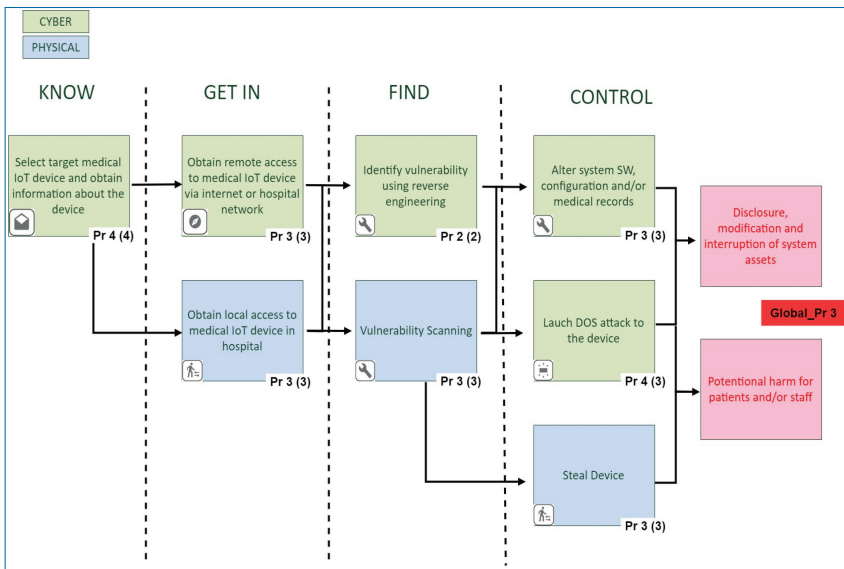 CYBER
PHYSICAL
KNOW
GET IN
FIND
CONTROL
Select target medical
IoT device and obtain
information about the
device
Pr 4 (4)
Obtain remote access
to medical IoT device
via internet or hospital
network
Pr 3 (3)
Identify vulnerability
using reverse
engineering
Pr 2 (2)
Alter system SW,
configuration and/or
medical records
Pr 3 (3)
Disclosure,
modification and
interruption of system
assets
Global_Pr 3
Obtain local access to
medical IoT device in
hospital
Pr 3 (3)
Vulnerability Scanning
Pr 3 (3)
Lauch DOS attack to
the device
Pr 4 (3)
Potentional harm for
patients and/or staff
Steal Device
Pr 3 (3)